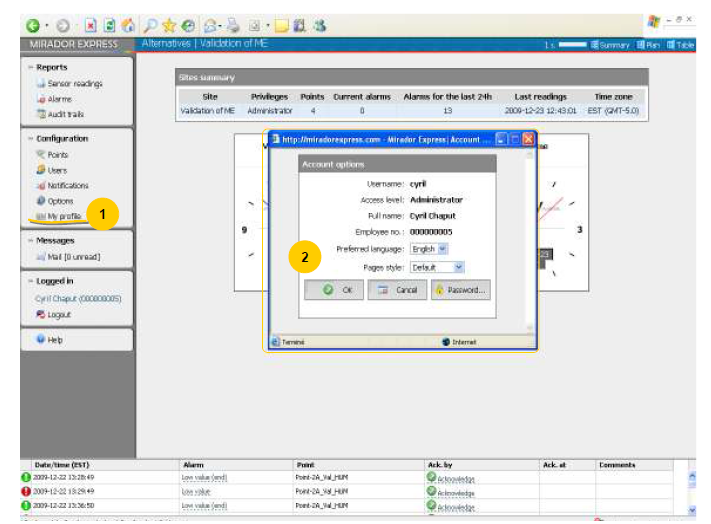 MIRADOR EXPRESS
Alternatives | Validation of ME
1 s.
Summary Plan Table
Reports
Sensor readings
Alarms
Audit trails
Configuration
Points
Users
Notifications
Options
My profile
1
Messages
Mail [0 unread]
Logged in
Cyril Chaput (000000005)
Logout
Help
Sites summary
Site Privileges Points Current alarms Alarms for the last 24h Last readings Time zone
Validation of ME Administrator 4 0 13 2009-12-23 12:43:01 EST (GMT-5.0)
9
3
23
http://miradorexpress.com - Mirador Express| Account ...
Account options
Username: cyril
Access level: Administrator
Full name: Cyril Chaput
Employee no.: 000000005
2
Preferred language: English
Pages style: Default
OK Cancel Password...
Terminé Internet
Date/time (EST) Alarm Point Ack. by Ack. at Comments
2009-12-22 13:28:49 Low value (end) Point-2A_Val_HUM Acknowledge
2009-12-22 13:29:49 Low value Point-2A_Val_HUM Acknowledge
2009-12-22 13:36:50 Low value (end) Point-2A_Val_HUM Acknowledge